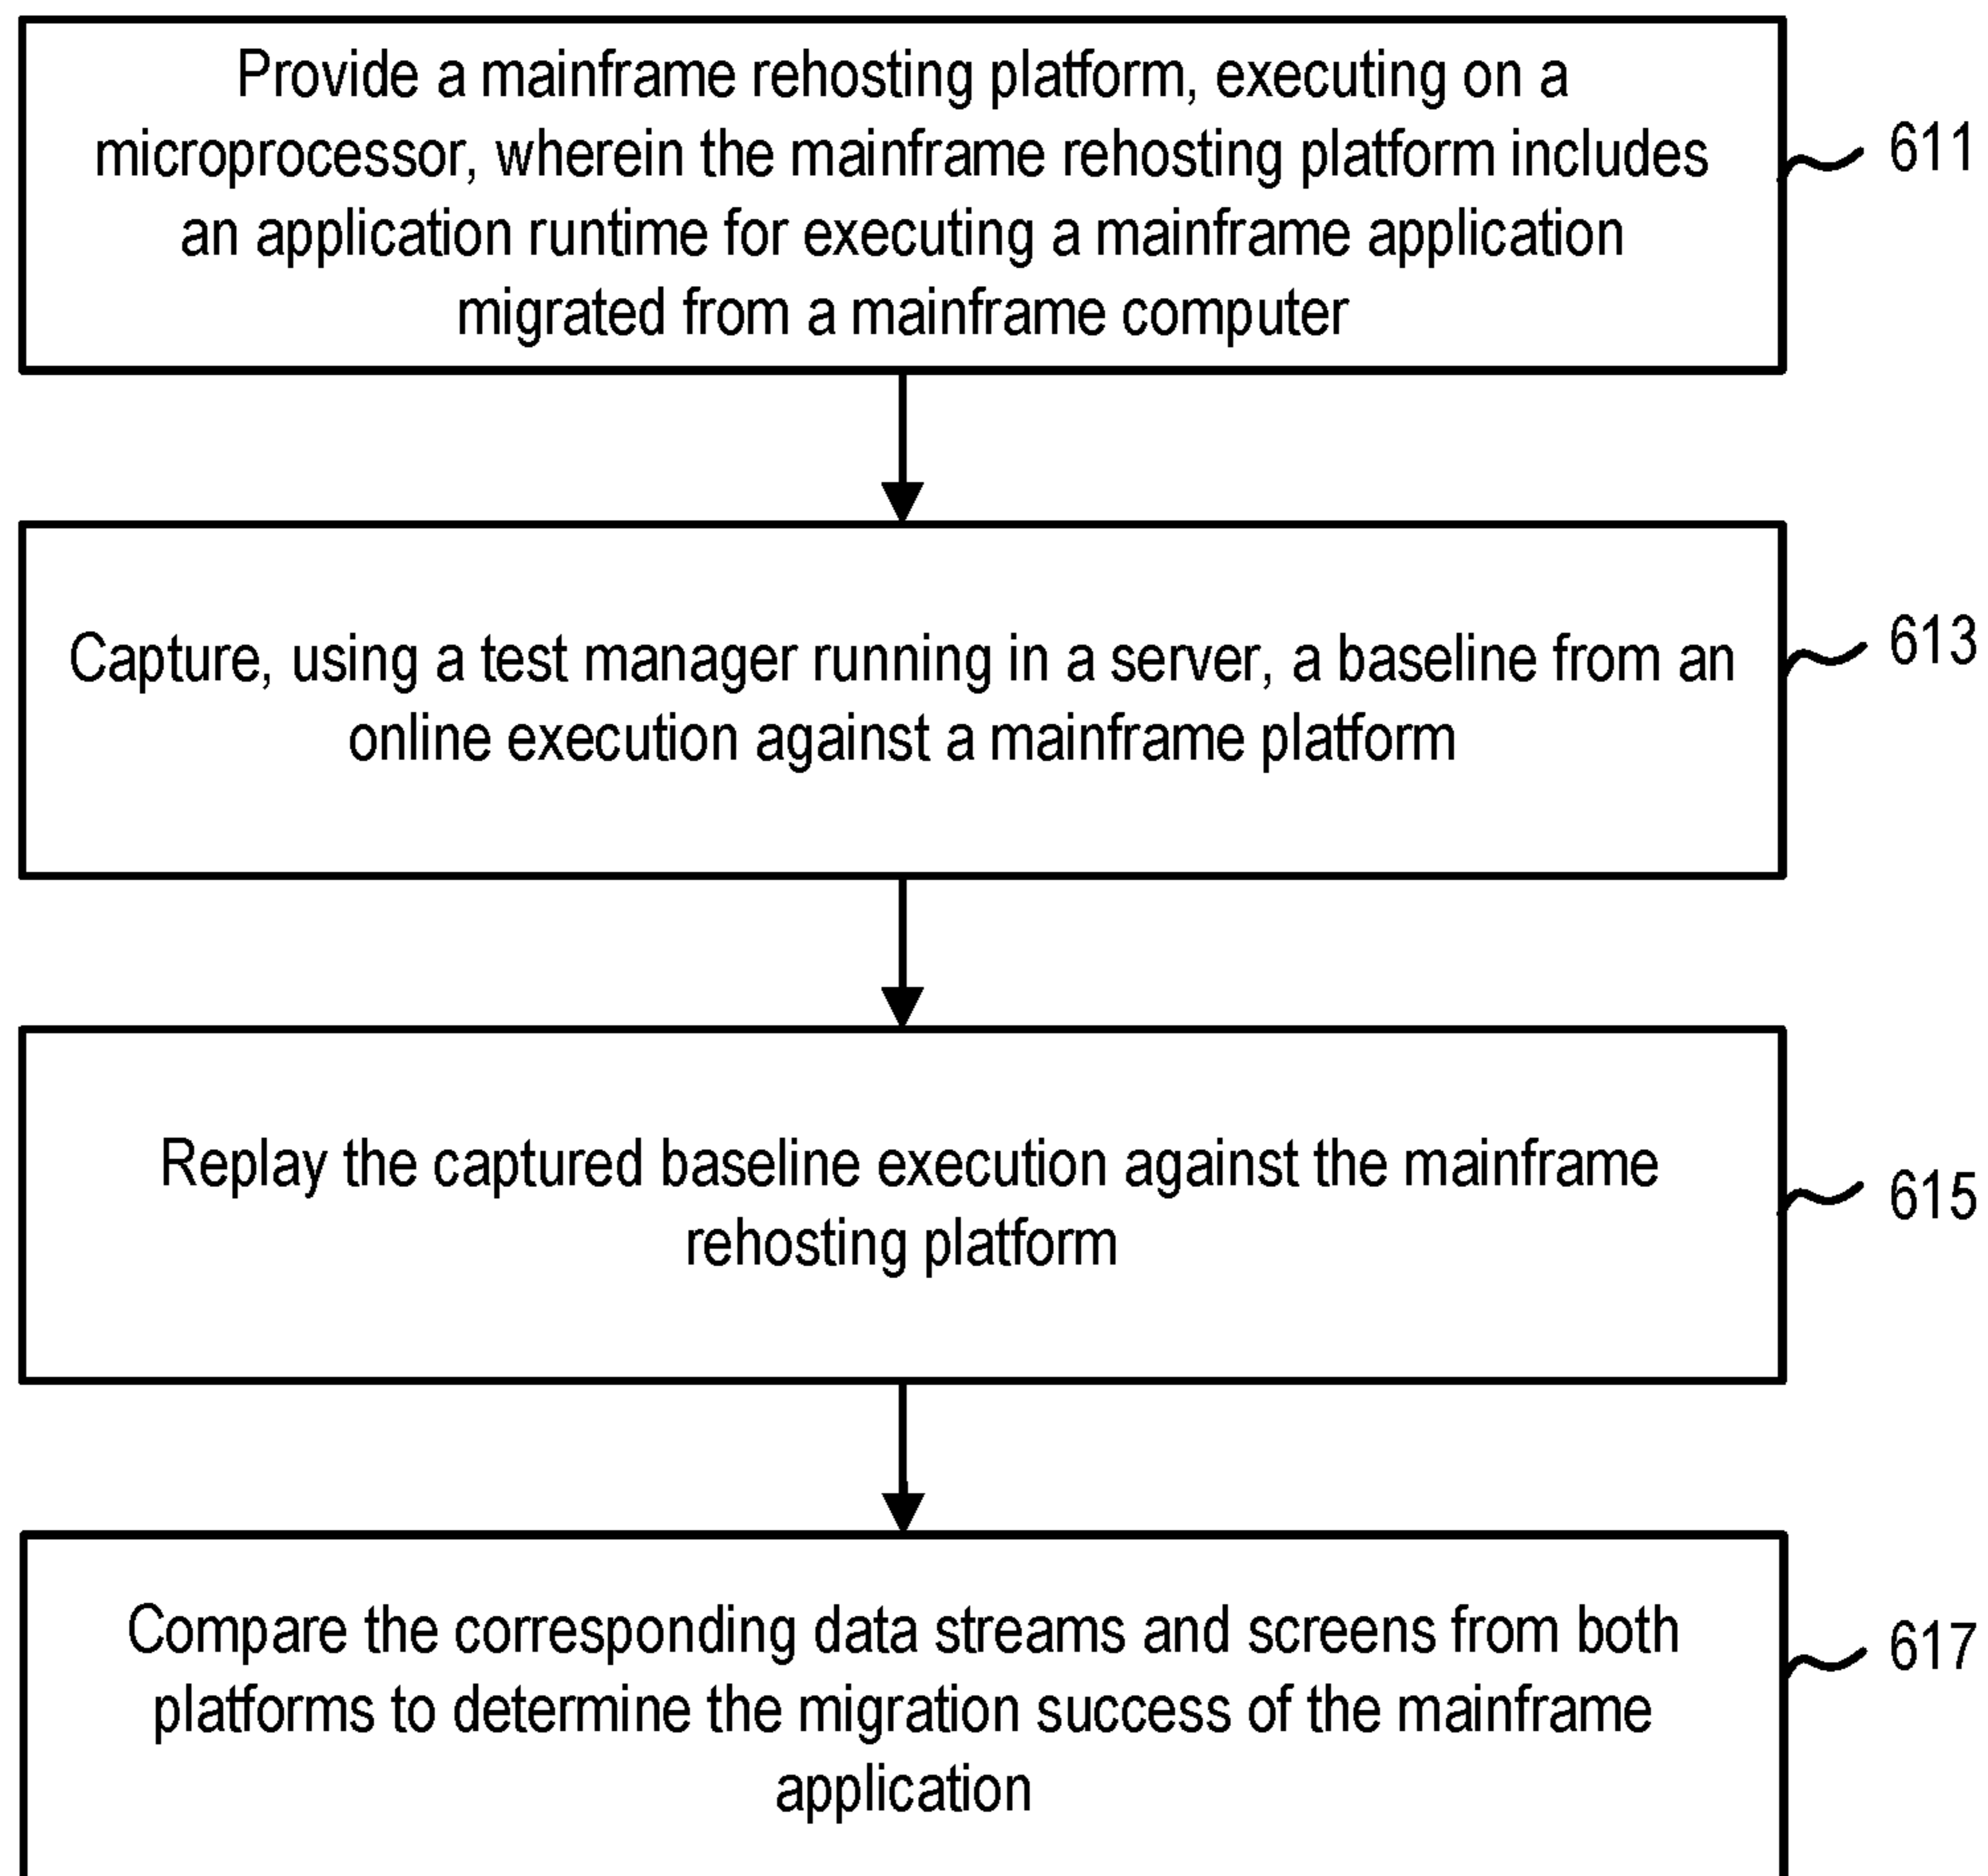 Provide a mainframe rehosting platform, executing on a
microprocessor, wherein the mainframe rehosting platform includes
an application runtime for executing a mainframe application
migrated from a mainframe computer
611
Capture, using a test manager running in a server, a baseline from an
online execution against a mainframe platform
613
Replay the captured baseline execution against the mainframe
rehosting platform
615
Compare the corresponding data streams and screens from both
platforms to determine the migration success of the mainframe
application
617